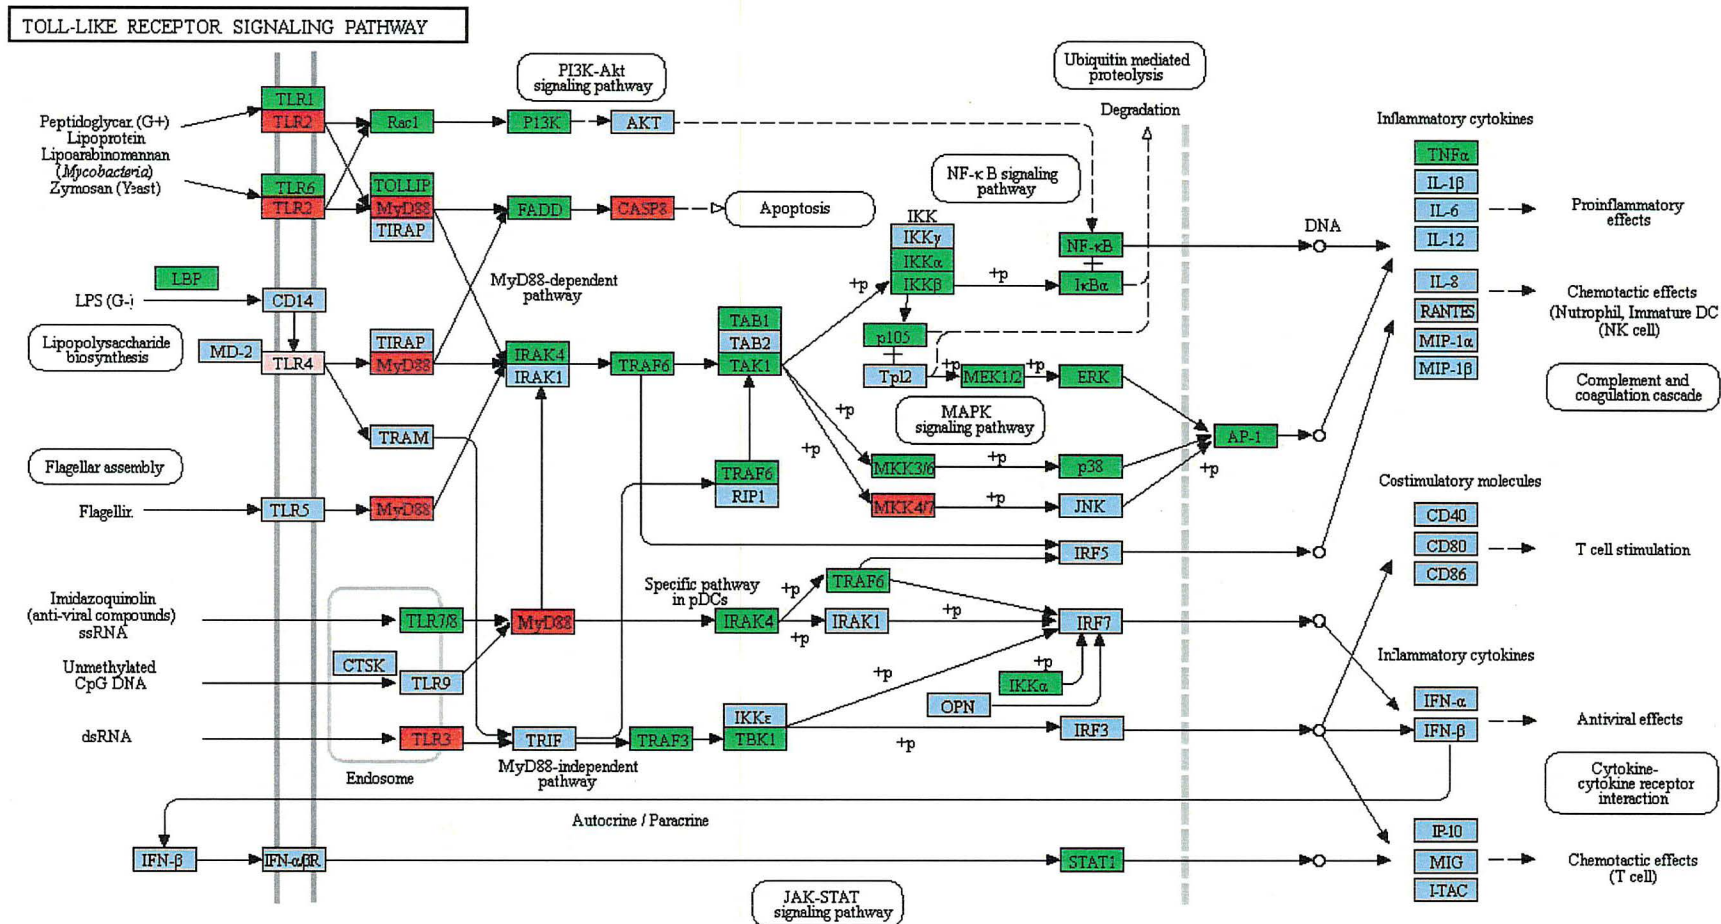 TOLL-LIKE RECEPTOR SIGNALING PATHWAY
PI3K-Akt
signaling pathway
Ubiquitin mediated
proteolysis
Degradation
Peptidoglycar. (G+)
Lipoprotein
Lipoarabinomannan
(Mycobacteria)
Zymosan (Yeast)
TLR1
TLR2
Rac1
P13K
AKT
TLR6
TLR2
TOLLIP
MyD88
TIRAP
FADD
CASP8
Apoptosis
NF-κB signaling
pathway
IKK
IKKγ
IKKα
IKKβ
+p
+p
NF-κB
IκBα
DNA
Inflammatory cytokines
TNFα
IL-1β
IL-6
IL-12
Proinflammatory
effects
IL-8
RANTES
MIP-1α
MIP-1β
Chemotactic effects
(Nutrophil, Immature DC
(NK cell)
Complement and
coagulation cascade
LBP
LPS (G-)
CD14
MyD88-dependent
pathway
Lipopolysaccharide
biosynthesis
MD-2
TLR4
TIRAP
MyD88
IRAK4
IRAK1
TRAF6
TAB1
TAB2
TAK1
p105
Tpl2
+p
MEK1/2
+p
ERK
MAPK
signaling pathway
TRAM
+p
+p
AP-1
+p
Flagellar assembly
TRAF6
RIP1
MKK3/6
+p
p38
MKK4/7
+p
JNK
Flagellir.
TLR5
MyD88
Costimulatory molecules
CD40
CD80
CD86
T cell stimulation
IRF5
Imidazoquinolin
(anti-viral compounds)
ssRNA
TLR7/8
MyD88
Specific pathway
in pDCs
IRAK4
+p
TRAF6
+p
IRAK1
+p
IRF7
Unmethylated
CpG DNA
CTSK
TLR9
+p
+p
IKKα
OPN
Inflammatory cytokines
IFN-α
IFN-β
Antiviral effects
dsRNA
TLR3
TRIF
TRAF3
IKKε
TBK1
+p
IRF3
Endosome
MyD88-independent
pathway
Cytokine-
cytokine receptor
interaction
Autocrine / Paracrine
IFN-β
IFN-αβR
STAT1
IP-10
MIG
I-TAC
Chemotactic effects
(T cell)
JAK-STAT
signaling pathway